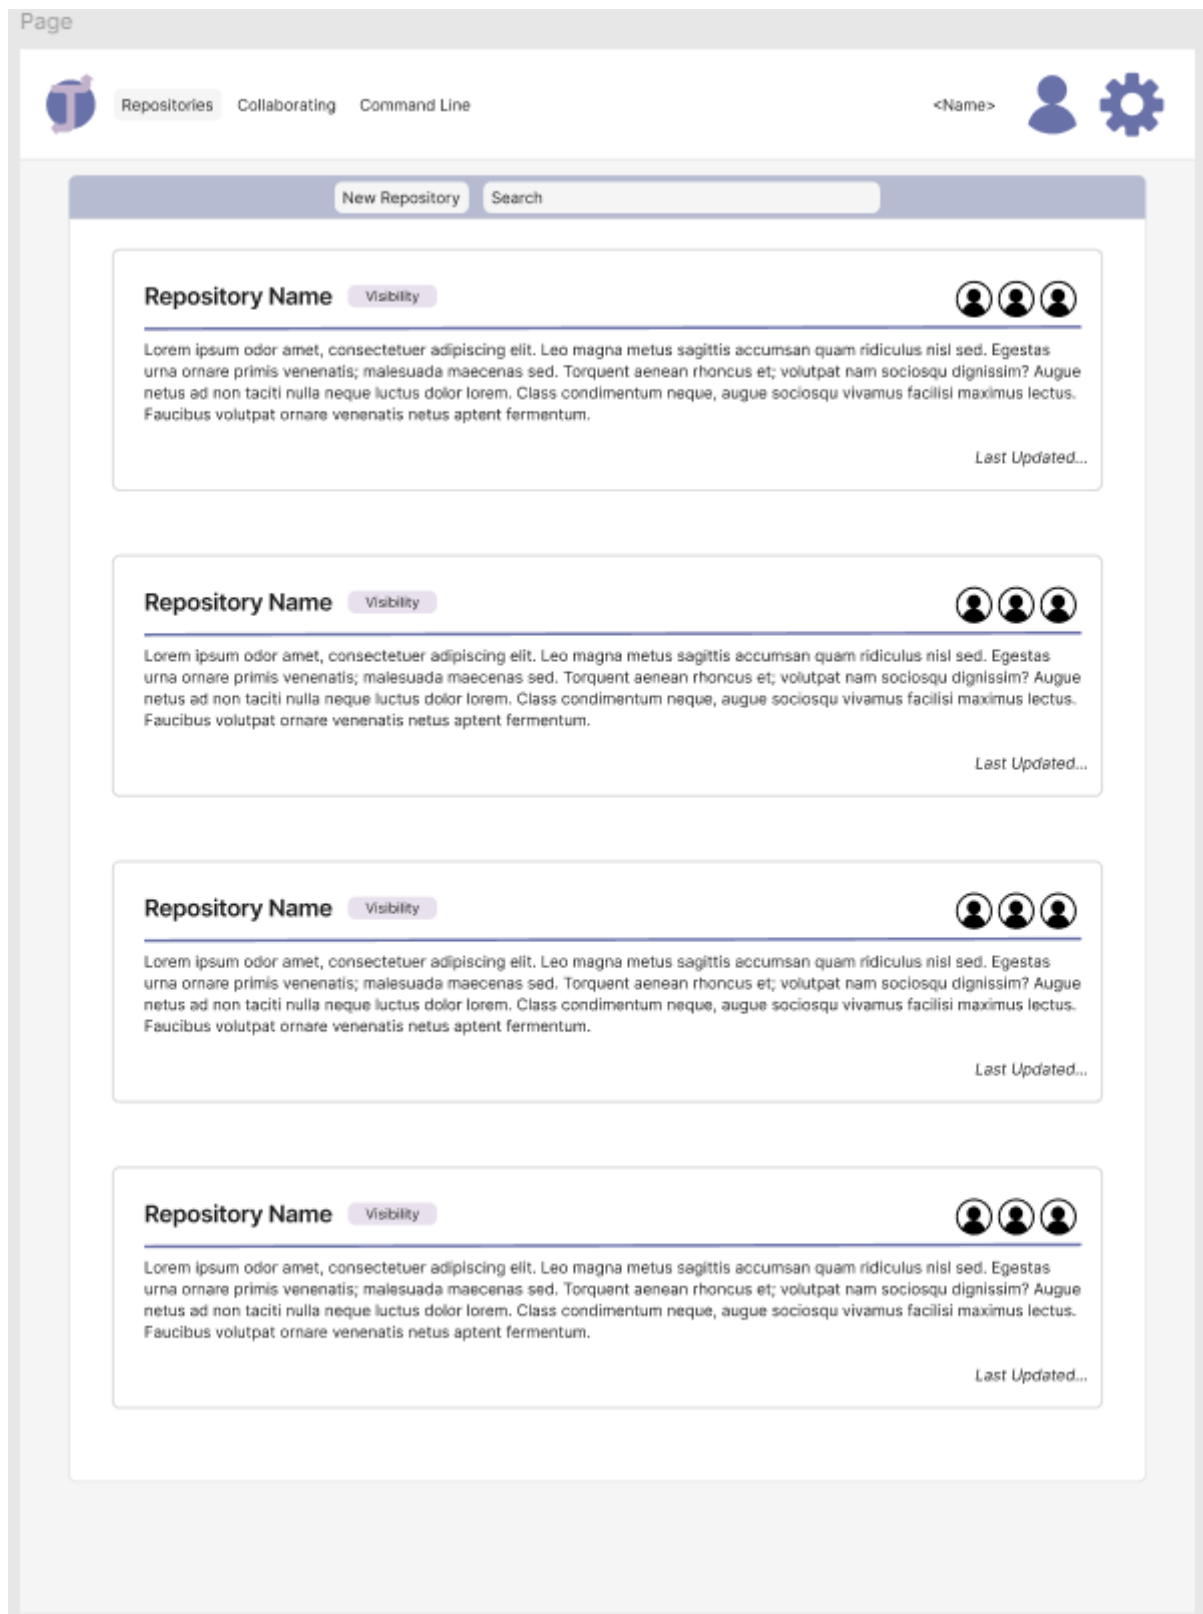 Page
Repositories Collaborating Command Line <Name>
New Repository Search
Repository Name Visibility
Lorem ipsum odor amet, consectetuer adipiscing elit. Leo magna metus sagittis accumsan quam ridiculus nisl sed. Egestas
urna ornare primis venenatis; malesuada maecenas sed. Torquent aenean rhoncus et; volutpat nam sociosqu dignissim? Augue
netus ad non taciti nulla neque luctus dolor lorem. Class condimentum neque, augue sociosqu vivamus facilisi maximus lectus.
Faucibus volutpat ornare venenatis netus aptent fermentum.
Last Updated...
Repository Name Visibility
Lorem ipsum odor amet, consectetuer adipiscing elit. Leo magna metus sagittis accumsan quam ridiculus nisl sed. Egestas
urna ornare primis venenatis; malesuada maecenas sed. Torquent aenean rhoncus et; volutpat nam sociosqu dignissim? Augue
netus ad non taciti nulla neque luctus dolor lorem. Class condimentum neque, augue sociosqu vivamus facilisi maximus lectus.
Faucibus volutpat ornare venenatis netus aptent fermentum.
Last Updated...
Repository Name Visibility
Lorem ipsum odor amet, consectetuer adipiscing elit. Leo magna metus sagittis accumsan quam ridiculus nisl sed. Egestas
urna ornare primis venenatis; malesuada maecenas sed. Torquent aenean rhoncus et; volutpat nam sociosqu dignissim? Augue
netus ad non taciti nulla neque luctus dolor lorem. Class condimentum neque, augue sociosqu vivamus facilisi maximus lectus.
Faucibus volutpat ornare venenatis netus aptent fermentum.
Last Updated...
Repository Name Visibility
Lorem ipsum odor amet, consectetuer adipiscing elit. Leo magna metus sagittis accumsan quam ridiculus nisl sed. Egestas
urna ornare primis venenatis; malesuada maecenas sed. Torquent aenean rhoncus et; volutpat nam sociosqu dignissim? Augue
netus ad non taciti nulla neque luctus dolor lorem. Class condimentum neque, augue sociosqu vivamus facilisi maximus lectus.
Faucibus volutpat ornare venenatis netus aptent fermentum.
Last Updated...